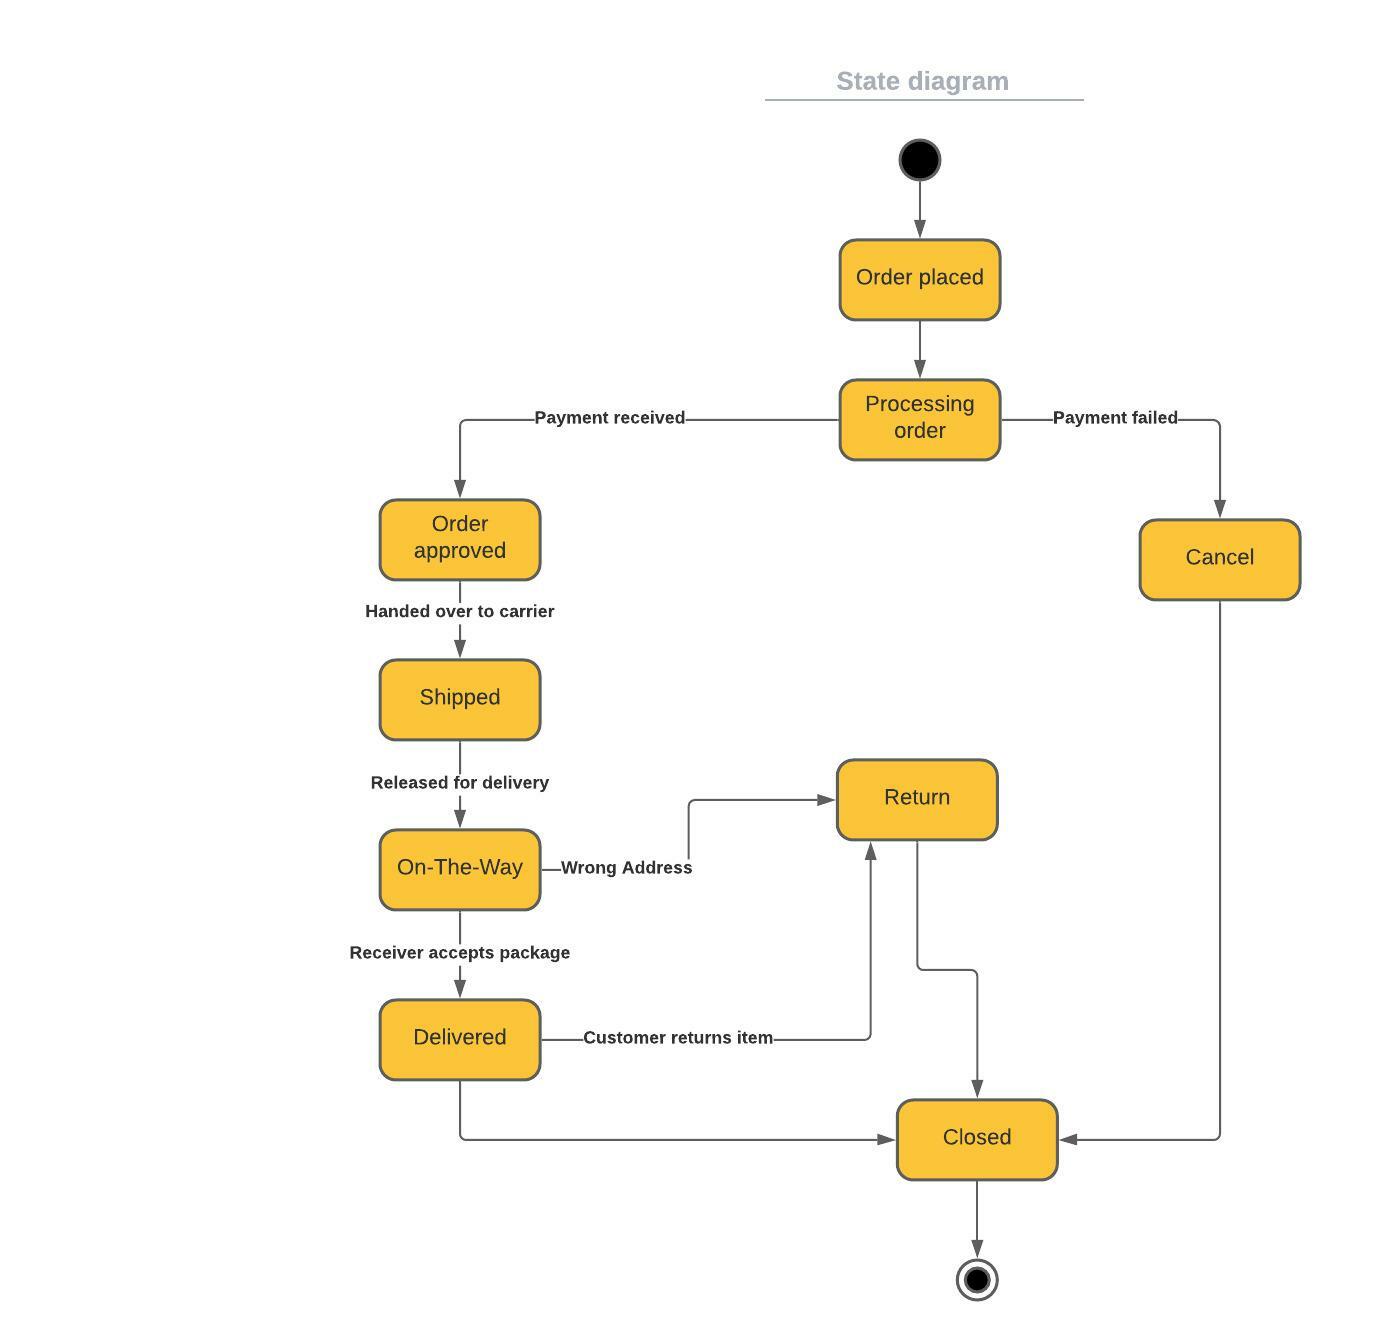 State diagram
Order placed
Processing
order
Payment received
Payment failed
Order
approved
Cancel
Handed over to carrier
Shipped
Released for delivery
Return
On-The-Way
Wrong Address
Receiver accepts package
Delivered
Customer returns item
Closed